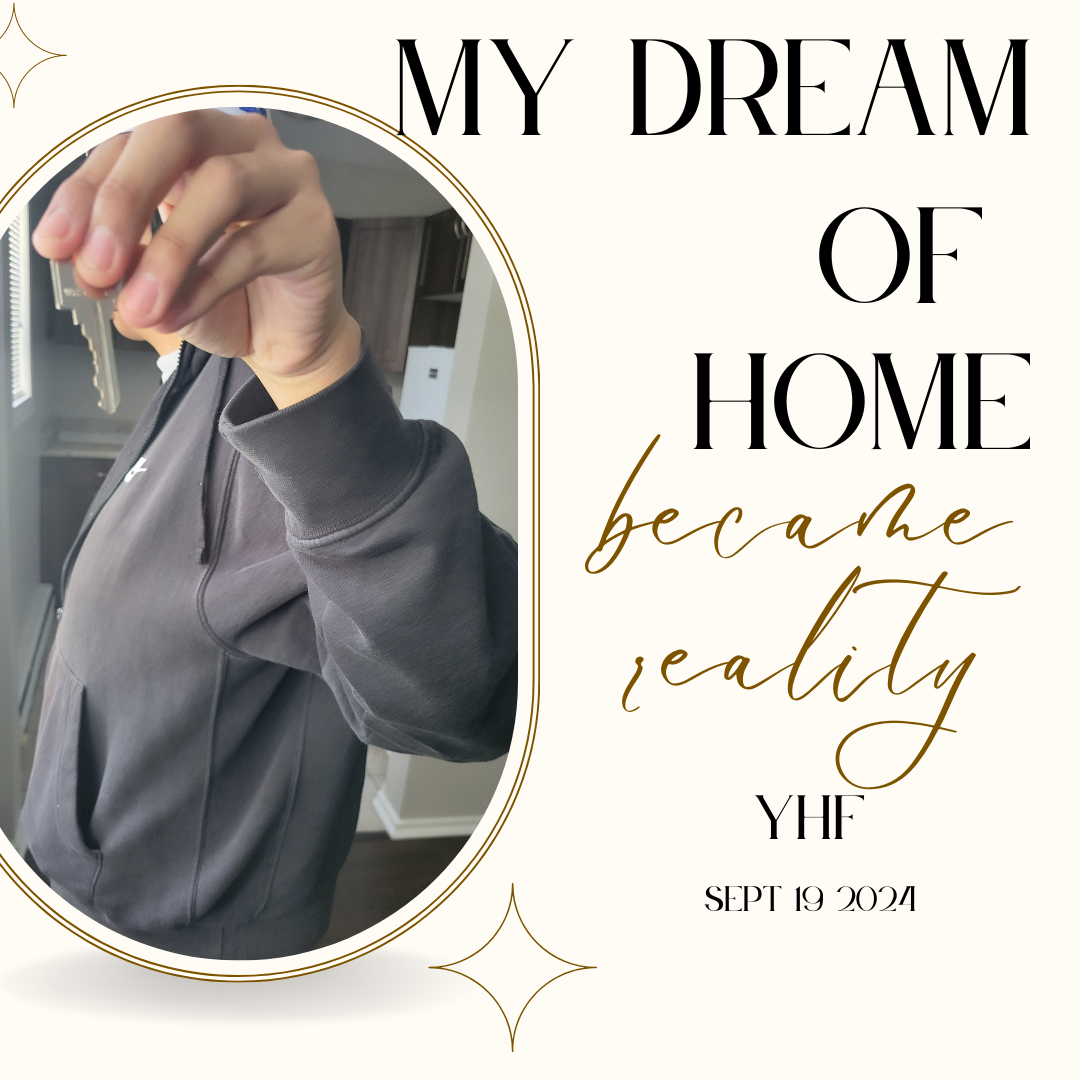 MY DREAM
OF
HOME
became
reality
YHF
SEPT 19 2024